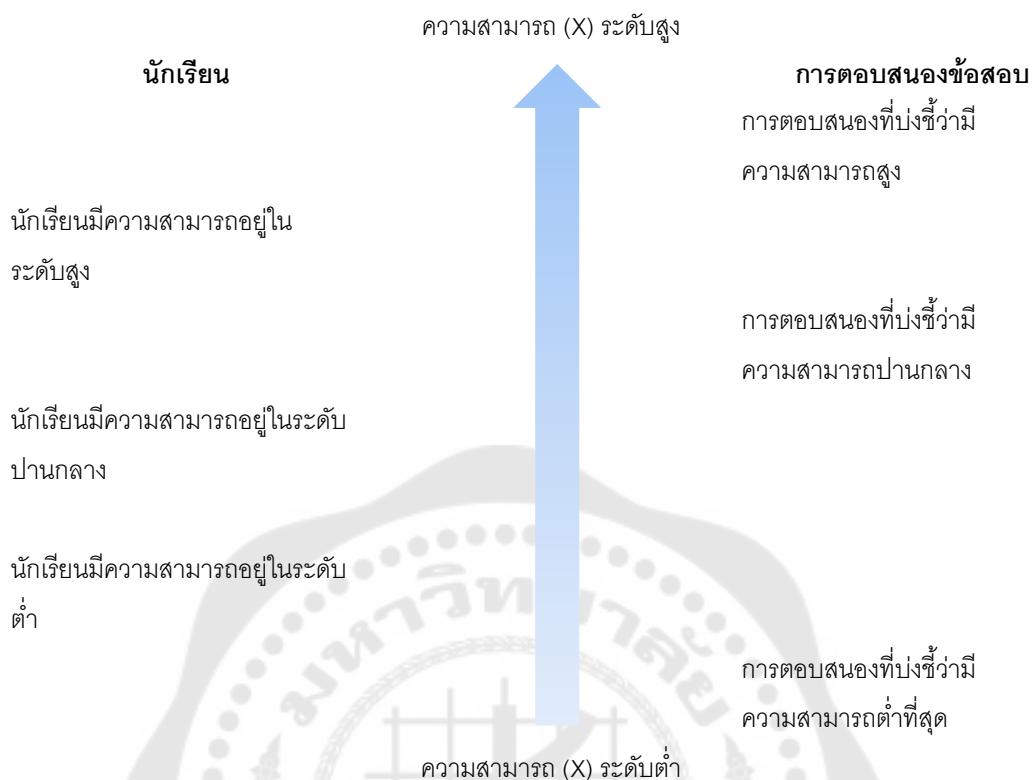 ความสามารถ (X) ระดับสูง
นักเรียน
การตอบสนองข้อสอบ
การตอบสนองที่บ่งชี้ว่ามี
ความสามารถสูง
นักเรียนมีความสามารถอยู่ใน
ระดับสูง
การตอบสนองที่บ่งชี้ว่ามี
ความสามารถปานกลาง
นักเรียนมีความสามารถอยู่ในระดับ
ปานกลาง
นักเรียนมีความสามารถอยู่ในระดับ
ต่ำ
การตอบสนองที่บ่งชี้ว่ามี
ความสามารถต่ำที่สุด
ความสามารถ (X) ระดับต่ำ
มหาวิทยาลัย